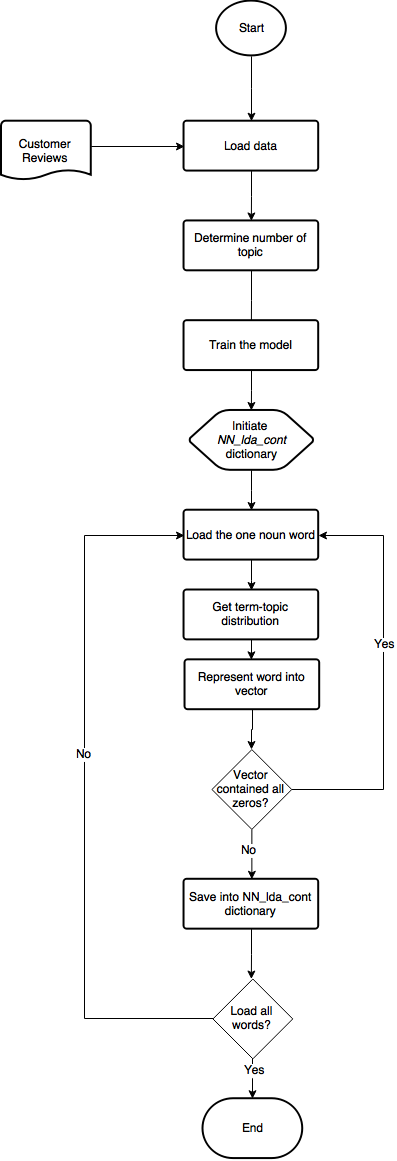 Start
Customer
Reviews
Load data
Determine number of
topic
Train the model
Initiate
NN_lda_cont
dictionary
Load the one noun word
Get term-topic
distribution
Yes
Represent word into
vector
No
Vector
contained all
zeros?
No
Save into NN_lda_cont
dictionary
Load all
words?
Yes
End